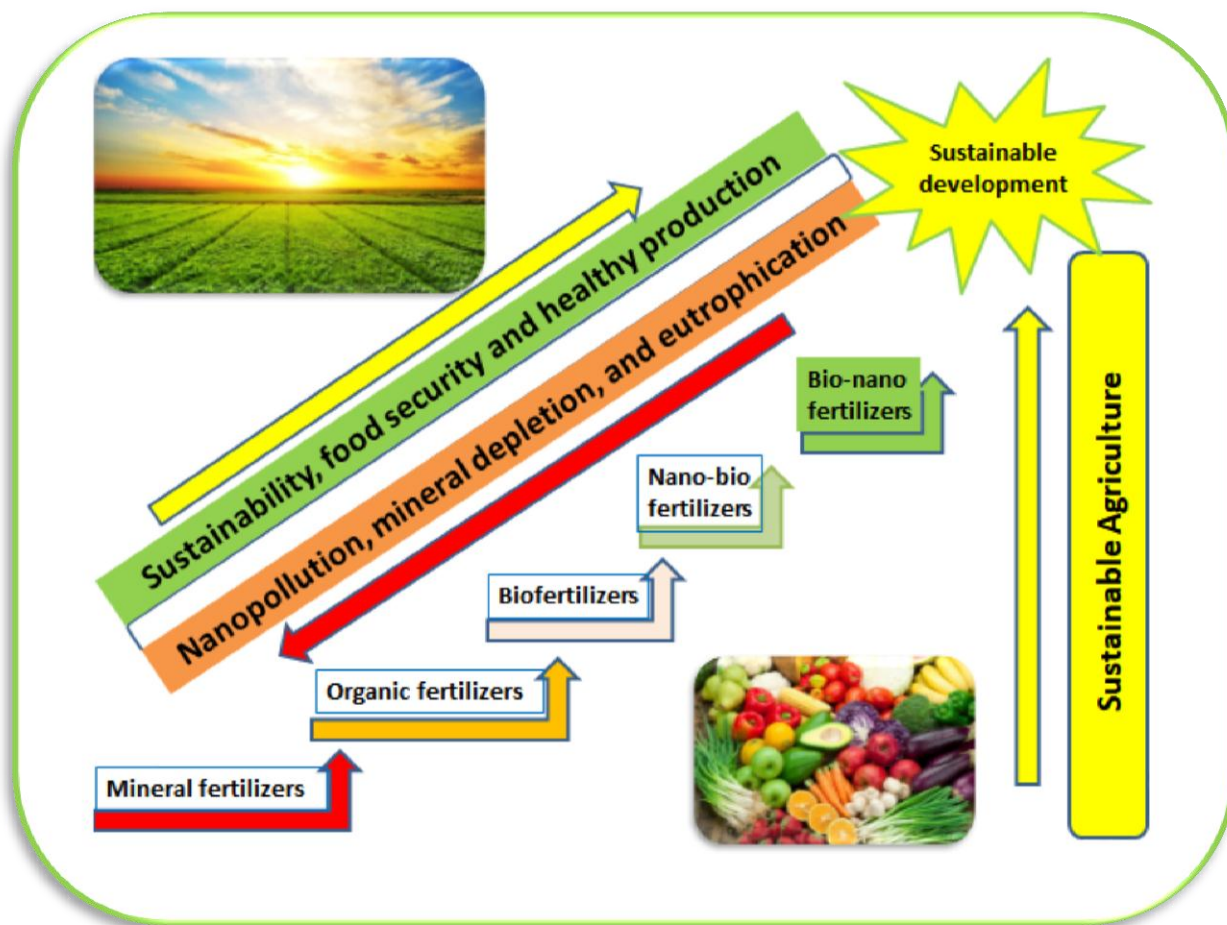 Sustainable
development
Sustainability, food security and healthy production
Nanopollution, mineral depletion, and eutrophication
Bio-nano
fertilizers
Nano-bio
fertilizers
Biofertilizers
Organic fertilizers
Mineral fertilizers
Sustainable Agriculture